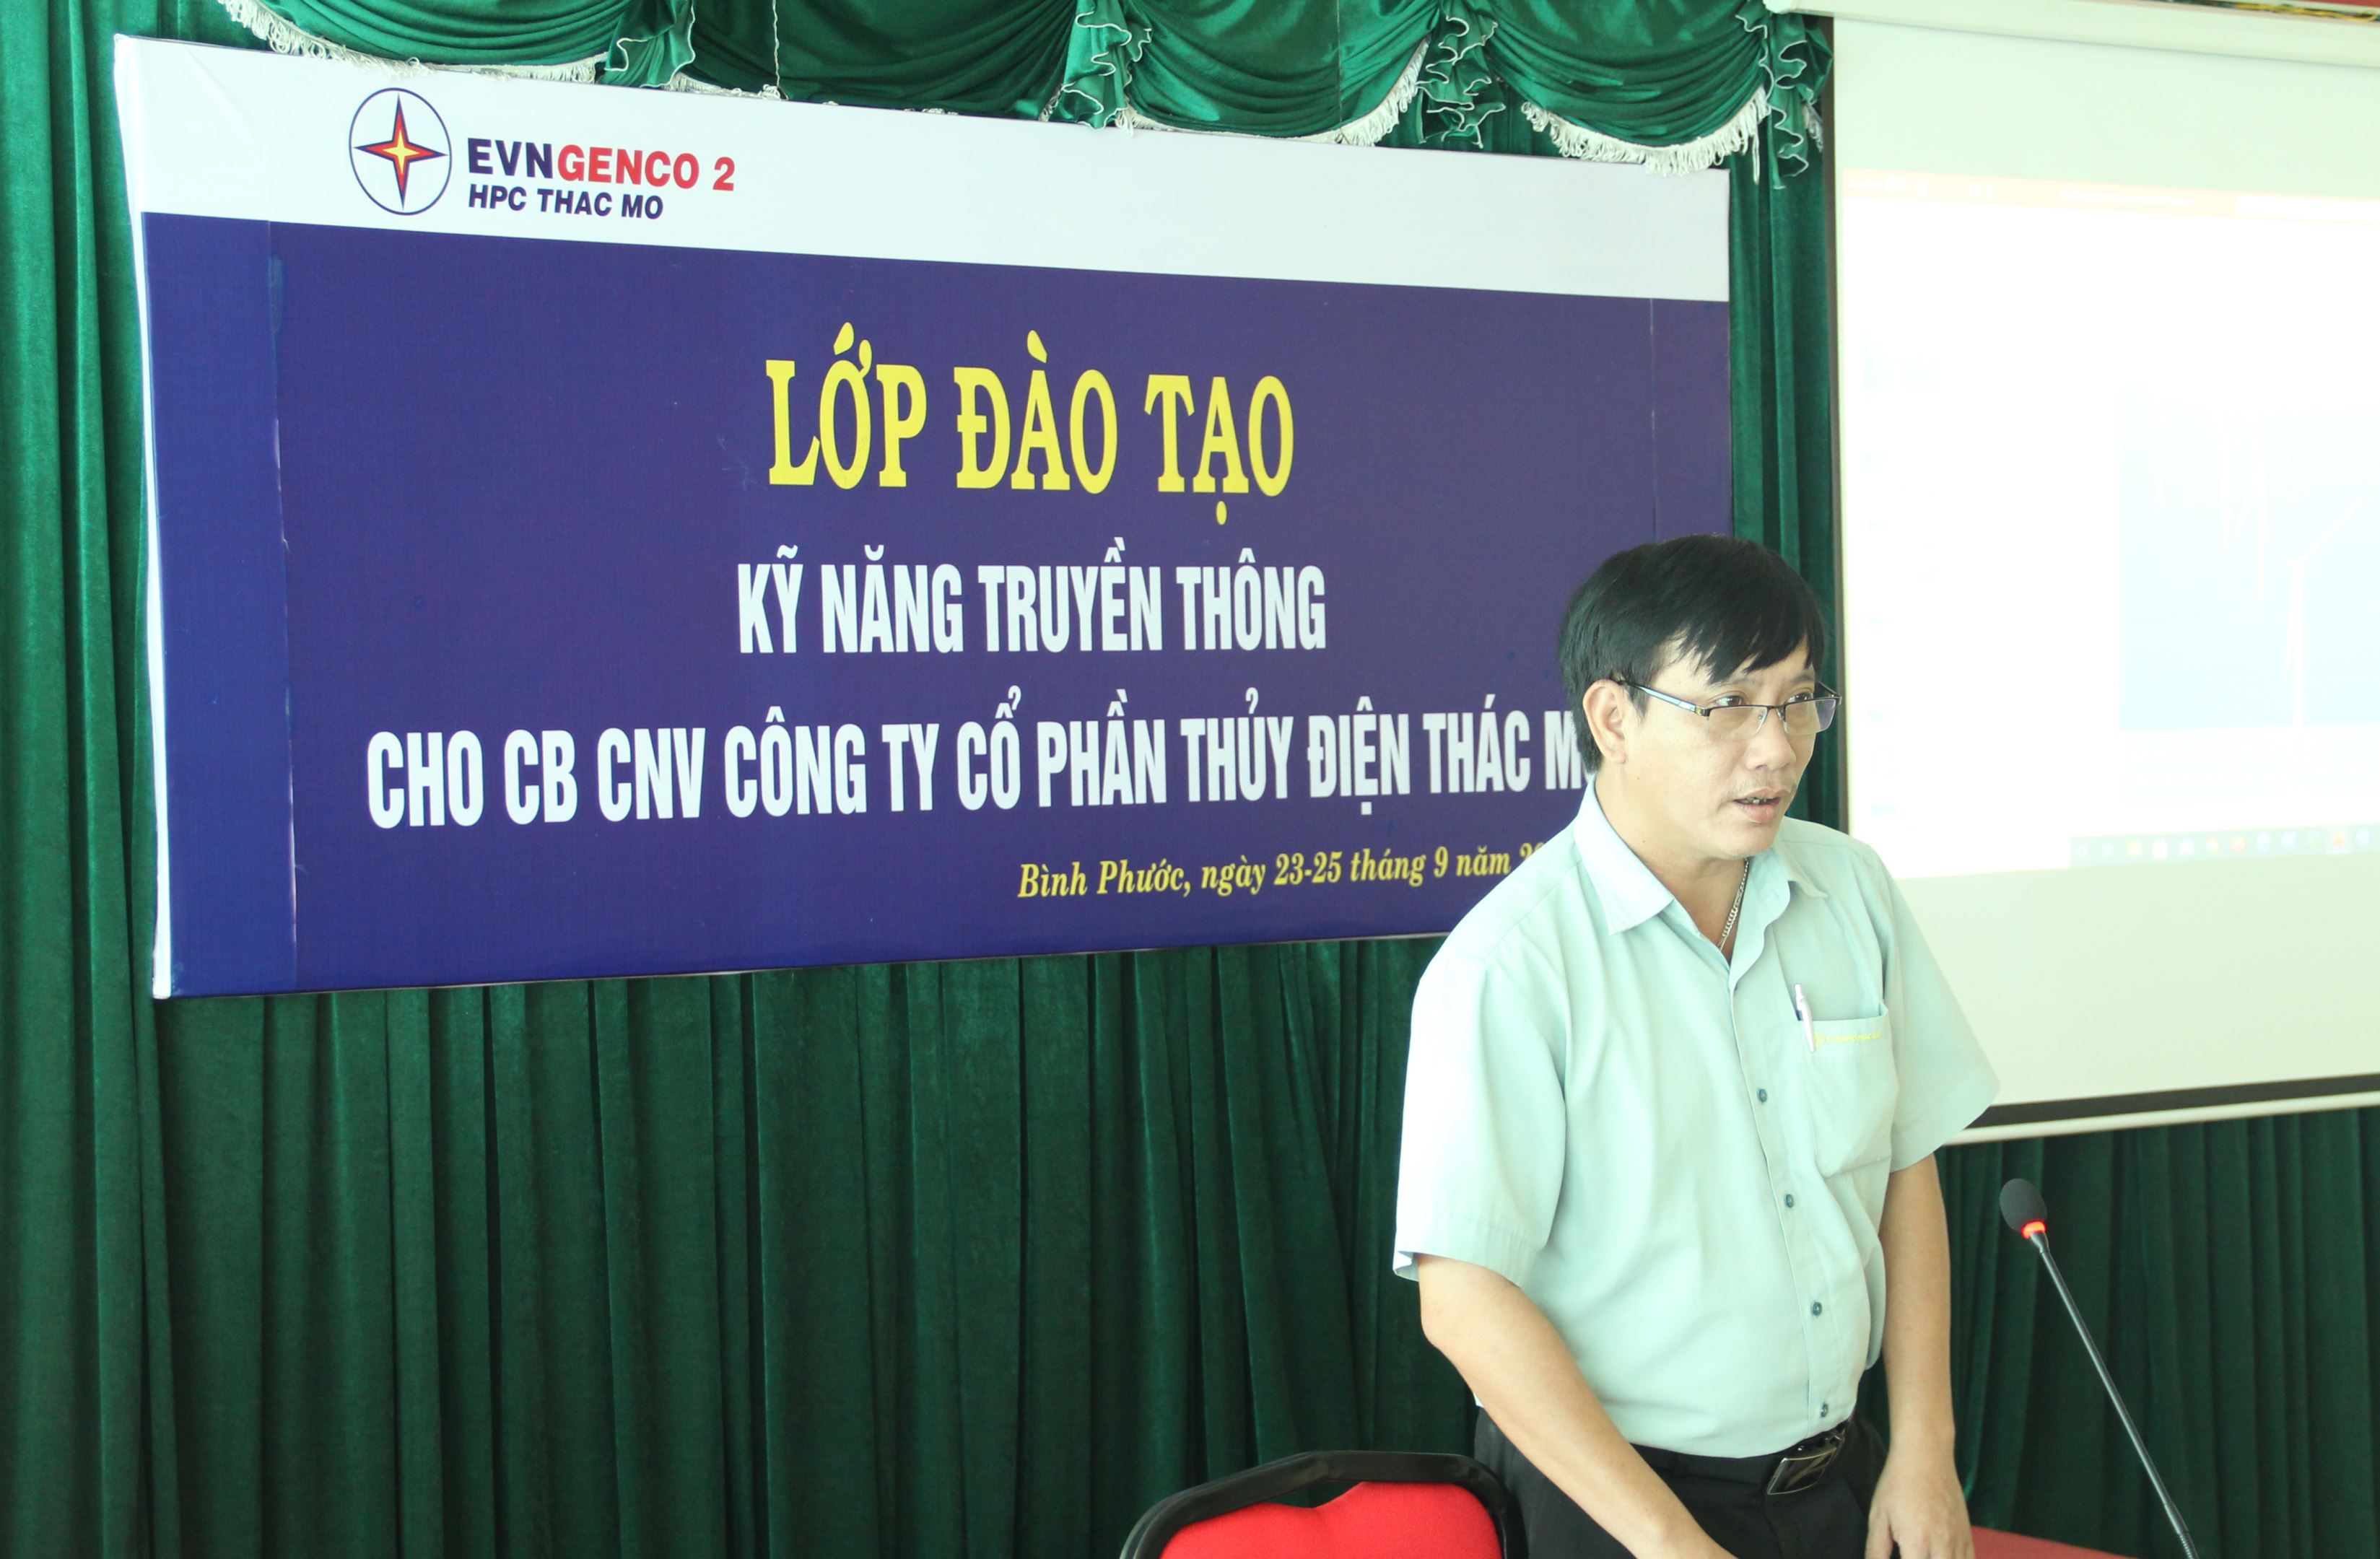 EVNGENCO 2
HPC THAC MO
LỚP ĐÀO TẠO
KỸ NĂNG TRUYỀN THÔNG
CHO CB CNV CÔNG TY CỔ PHẦN THỦY ĐIỆN THÁC
Bình Phước, ngày 23-25 tháng 9 năm